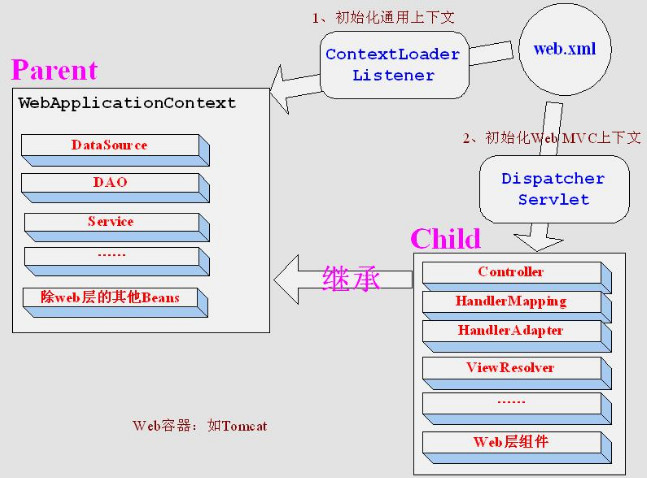 1、初始化通用上下文
ContextLoader
Listener
web.xml
Parent
WebApplicationContext
DataSource
DAO
Service
......
除web层的其他Beans
2、初始化Web MVC上下文
Dispatcher
Servlet
Child
继承
Controller
HandlerMapping
HandlerAdapter
ViewResolver
......
Web层组件
Web容器：如Tomcat